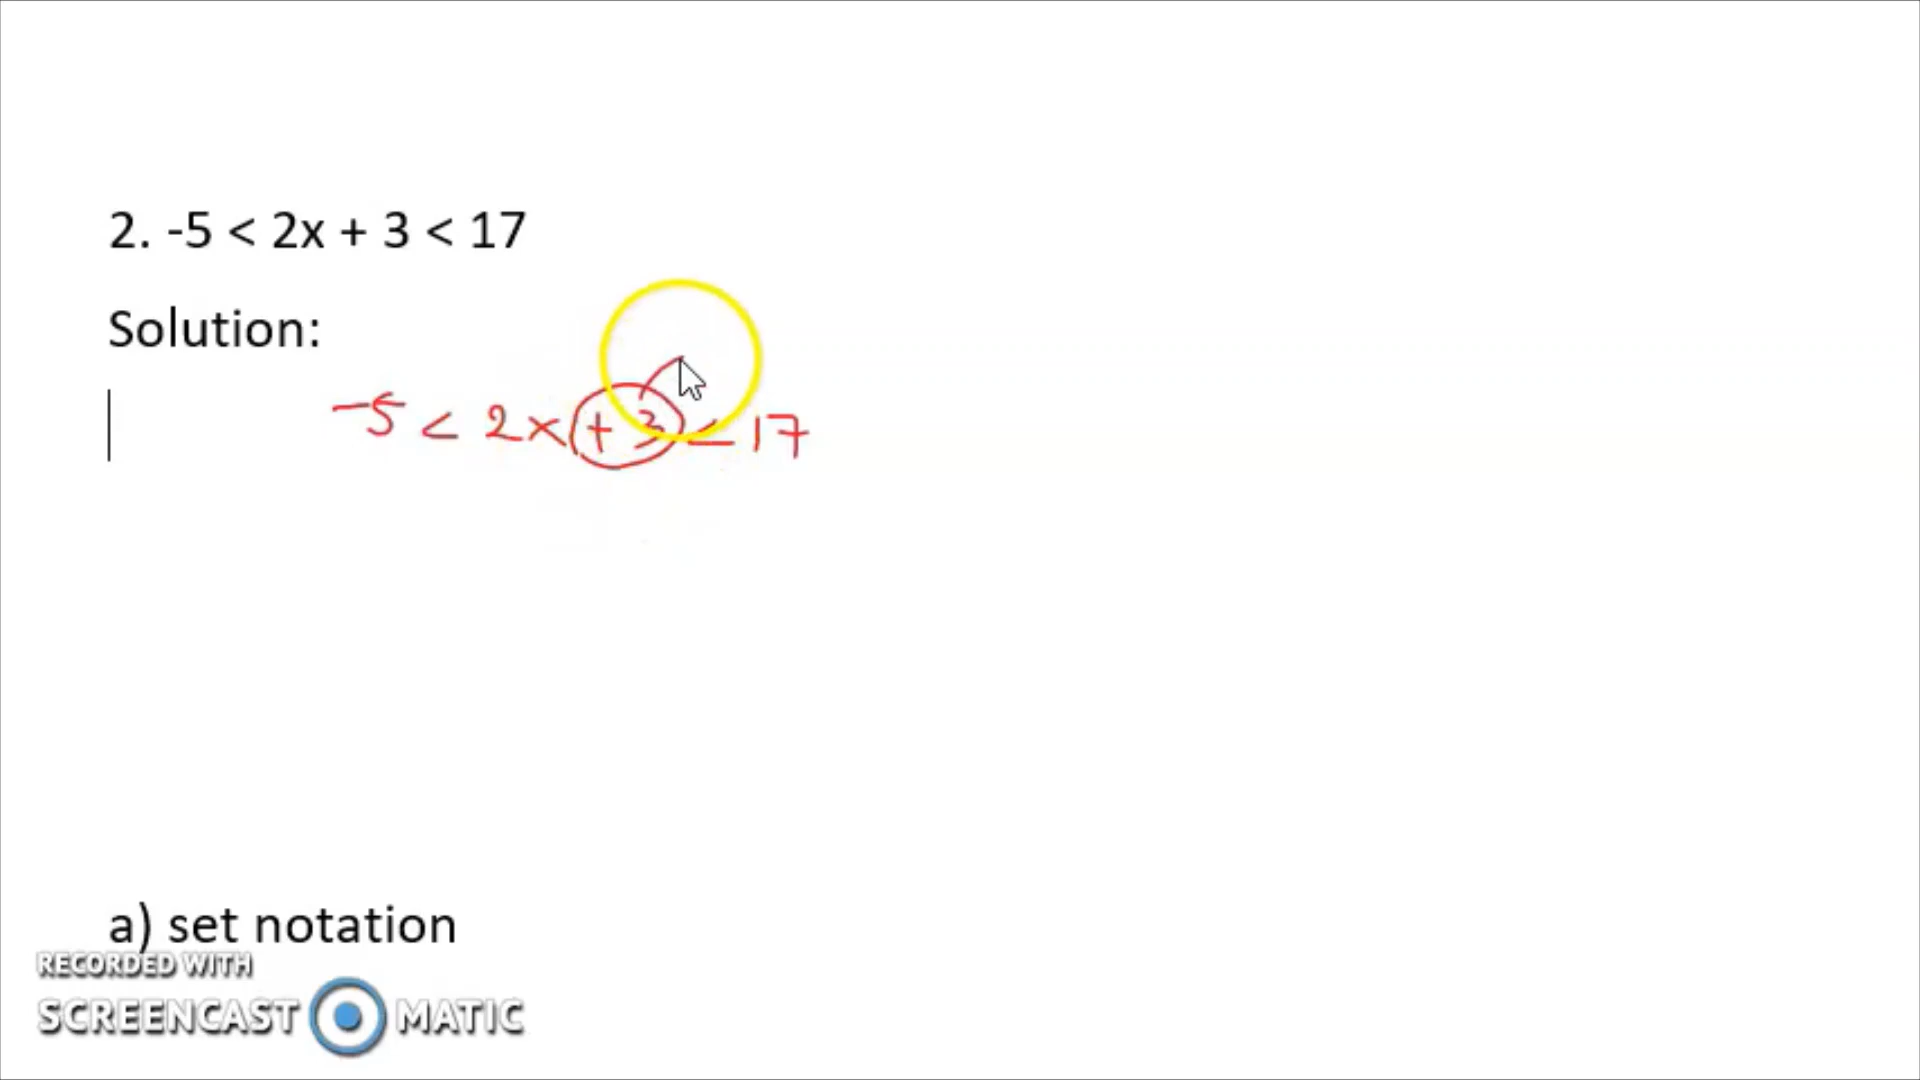 2. -5 < 2x + 3 < 17
Solution:
-5 < 2x + 3 < 17
a) set notation
RECORDED WITH
SCREENCAST MATIC